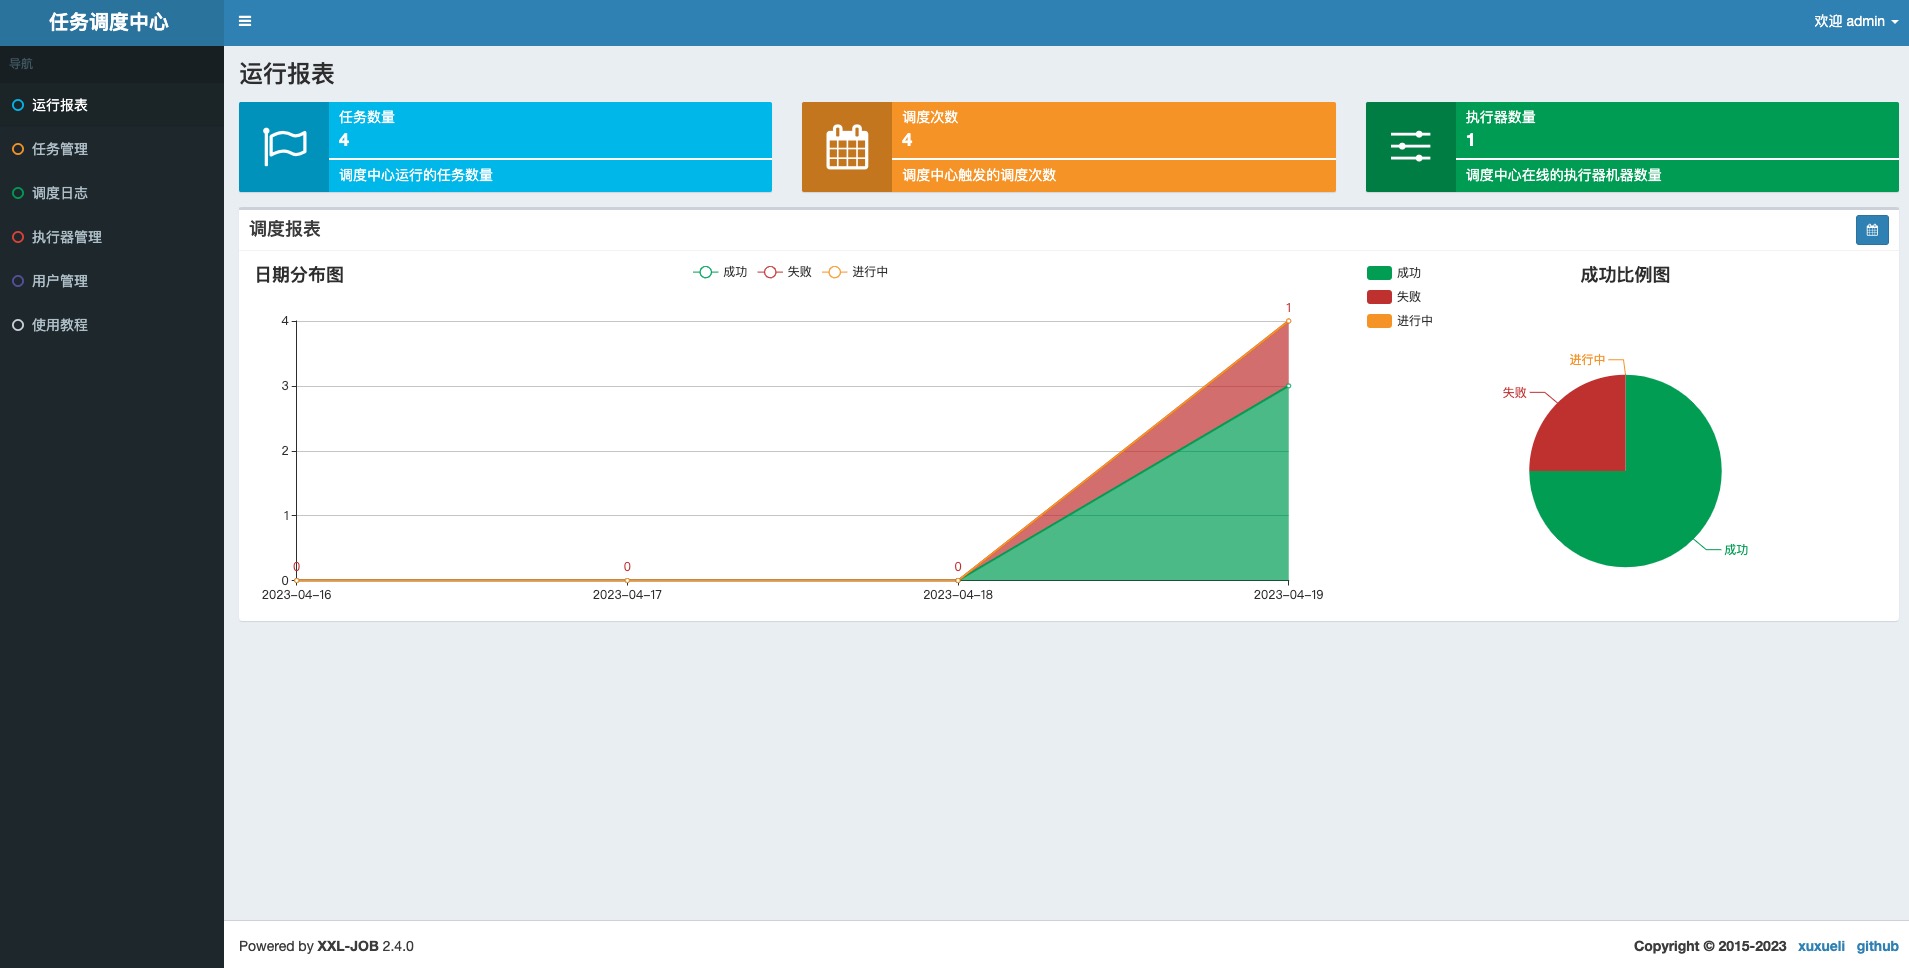 任务调度中心
欢迎 admin
导航
运行报表
任务管理
调度日志
执行器管理
用户管理
使用教程
运行报表
任务数量
4
调度中心运行的任务数量
调度次数
4
调度中心触发的调度次数
执行器数量
1
调度中心在线的执行器机器数量
调度报表
日期分布图
成功 失败 进行中
1
4
3
2
1
0
0 0 0
2023-04-16 2023-04-17 2023-04-18 2023-04-19
成功
失败
进行中
成功比例图
进行中
失败
成功
Powered by XXL-JOB 2.4.0
Copyright © 2015-2023 xuxueli github